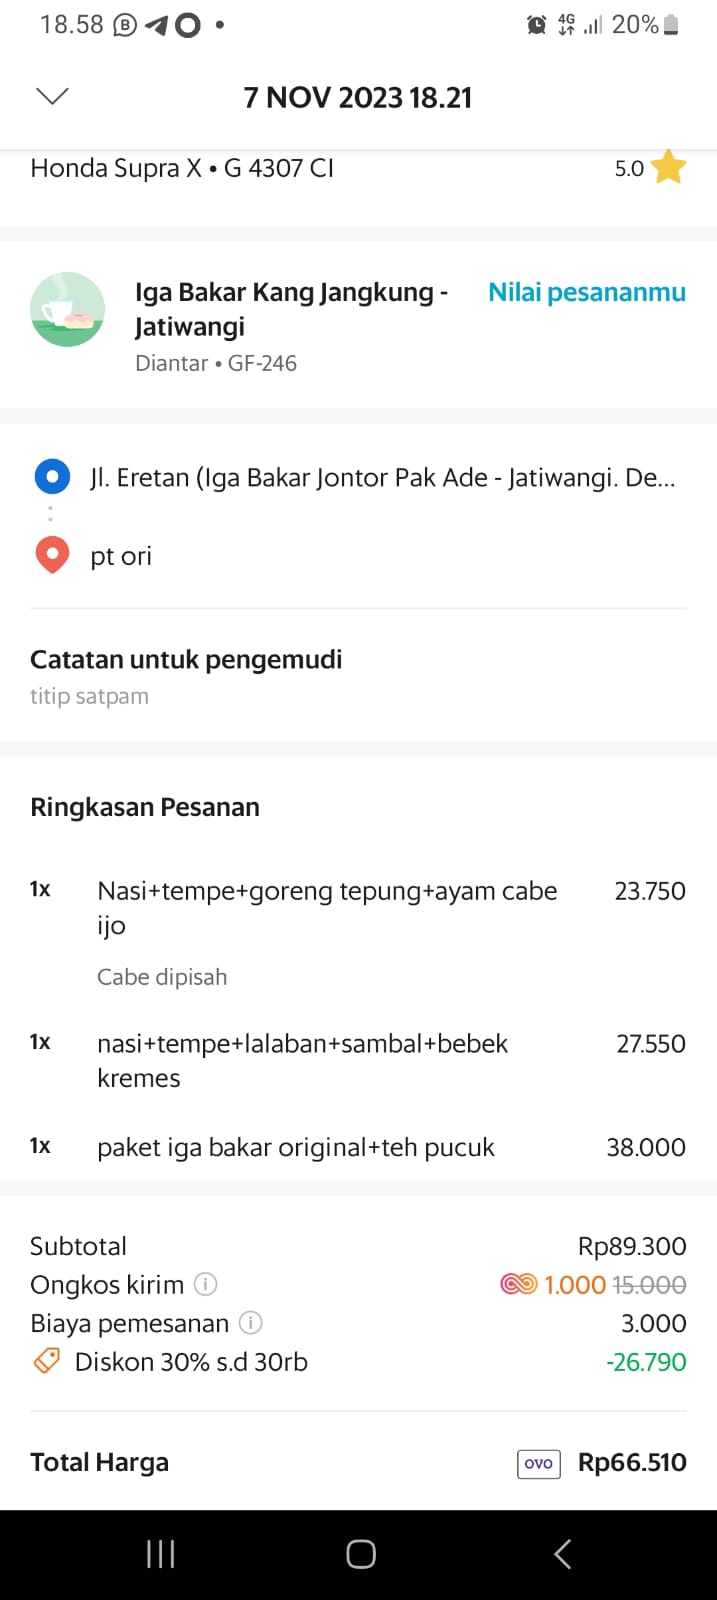 18.58 4G 20%
7 NOV 2023 18.21
Honda Supra X • G 4307 CI 5.0
Iga Bakar Kang Jangkung - Nilai pesananmu
Jatiwangi
Diantar • GF-246
Jl. Eretan (Iga Bakar Jontor Pak Ade - Jatiwangi. De...
pt ori
Catatan untuk pengemudi
titip satpam
Ringkasan Pesanan
1x Nasi+tempe+goreng tepung+ayam cabe 23.750
ijo
Cabe dipisah
1x nasi+tempe+lalaban+sambal+bebek 27.550
kremes
1x paket iga bakar original+teh pucuk 38.000
Subtotal Rp89.300
Ongkos kirim 1.000 15.000
Biaya pemesanan 3.000
Diskon 30% s.d 30rb -26.790
Total Harga OVO Rp66.510